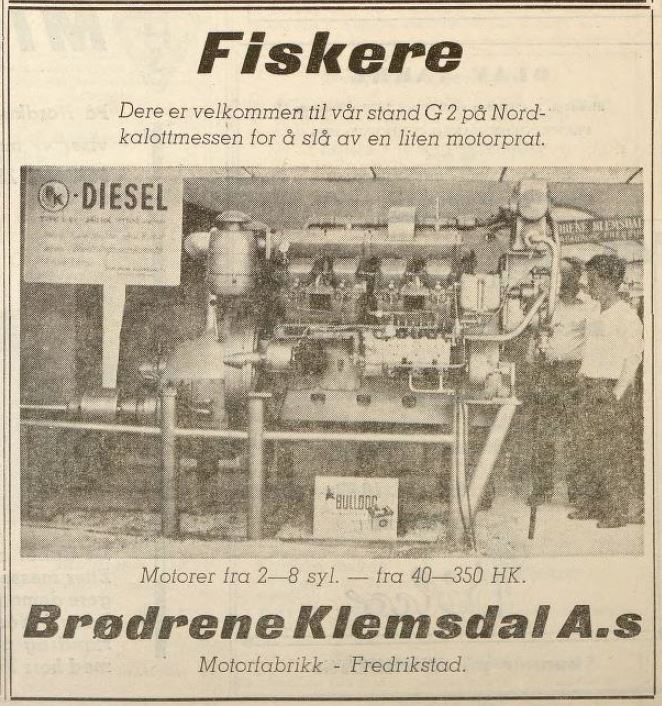 Fiskere
Dere er velkommen til vår stand G 2 på Nord-
kalottmessen for å slå av en liten motorprat.
BK - DIESEL
BULLDOG
Motorer fra 2—8 syl. — fra 40—350 HK.
Brødrene Klemsdal A.s
Motorfabrikk - Fredrikstad.